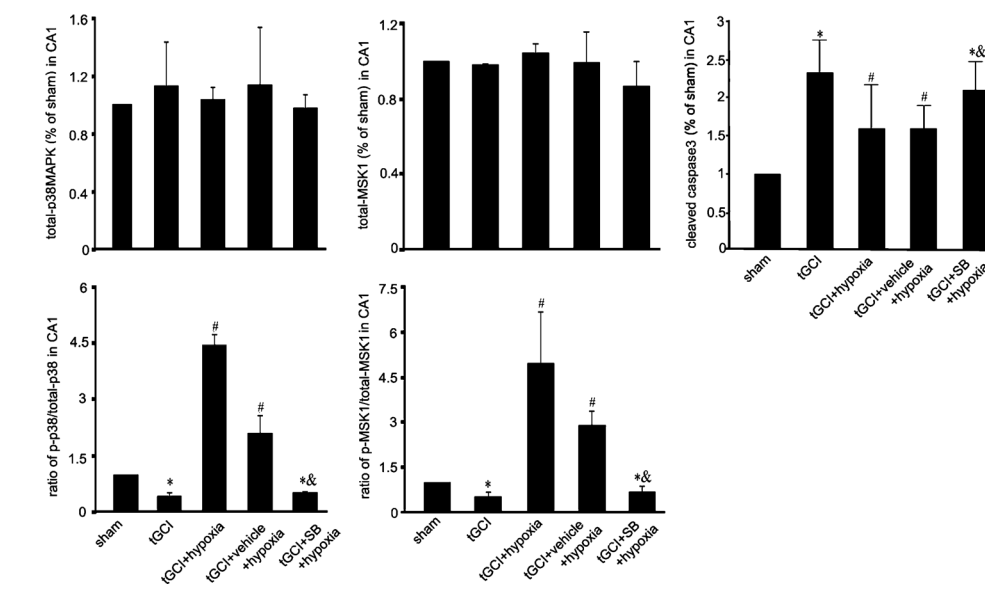 total-p38MAPK (% of sham) in CA1
1.6
1.2
0.8
0.4
0
total-MSK1 (% of sham) in CA1
1.2
0.8
0.4
0
cleaved caspase3 (% of sham) in CA1
3
2.5
2
1.5
1
0.5
0
*
#
#
*&
sham
tGCI
tGCI+hypoxia
tGCI+vehicle
+hypoxia
tGCI+SB
+hypoxia
ratio of p-p38/total-p38 in CA1
6
4.5
3
1.5
0
*
#
#
*&
sham
tGCI
tGCI+hypoxia
tGCI+vehicle
+hypoxia
tGCI+SB
+hypoxia
ratio of p-MSK1/total-MSK1 in CA1
7.5
6
4.5
3
1.5
0
*
#
#
*&
sham
tGCI
tGCI+hypoxia
tGCI+vehicle
+hypoxia
tGCI+SB
+hypoxia